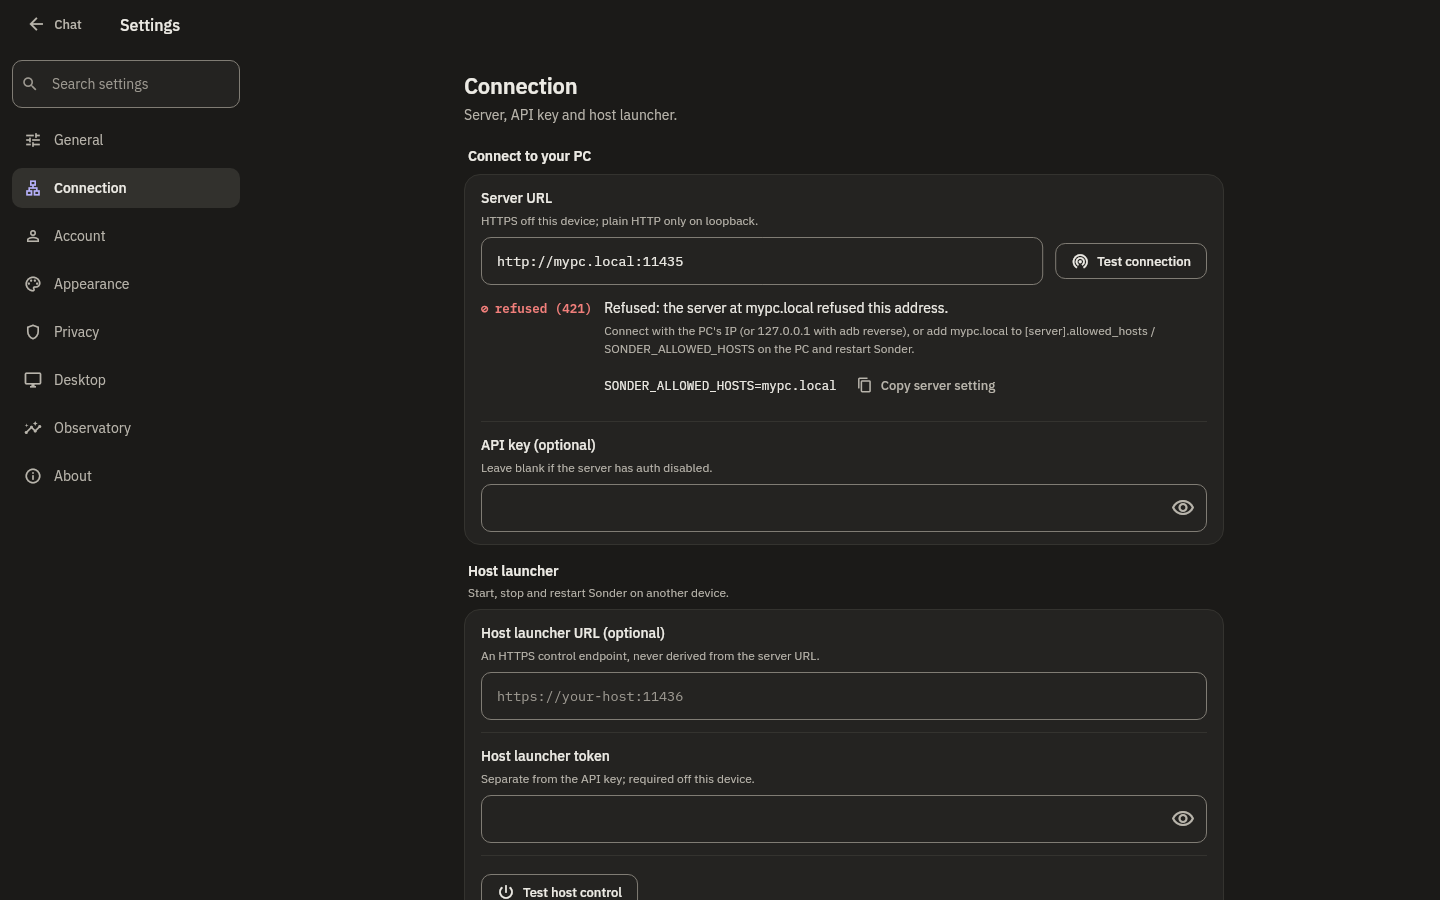 Chat
Settings
Search settings
General
Connection
Account
Appearance
Privacy
Desktop
Observatory
About
Connection
Server, API key and host launcher.
Connect to your PC
Server URL
HTTPS off this device; plain HTTP only on loopback.
http://mypc.local:11435
Test connection
refused (421)
Refused: the server at mypc.local refused this address.
Connect with the PC's IP (or 127.0.0.1 with adb reverse), or add mypc.local to [server].allowed_hosts /
SONDER_ALLOWED_HOSTS on the PC and restart Sonder.
SONDER_ALLOWED_HOSTS=mypc.local
Copy server setting
API key (optional)
Leave blank if the server has auth disabled.
Host launcher
Start, stop and restart Sonder on another device.
Host launcher URL (optional)
An HTTPS control endpoint, never derived from the server URL.
https://your-host:11436
Host launcher token
Separate from the API key; required off this device.
Test host control